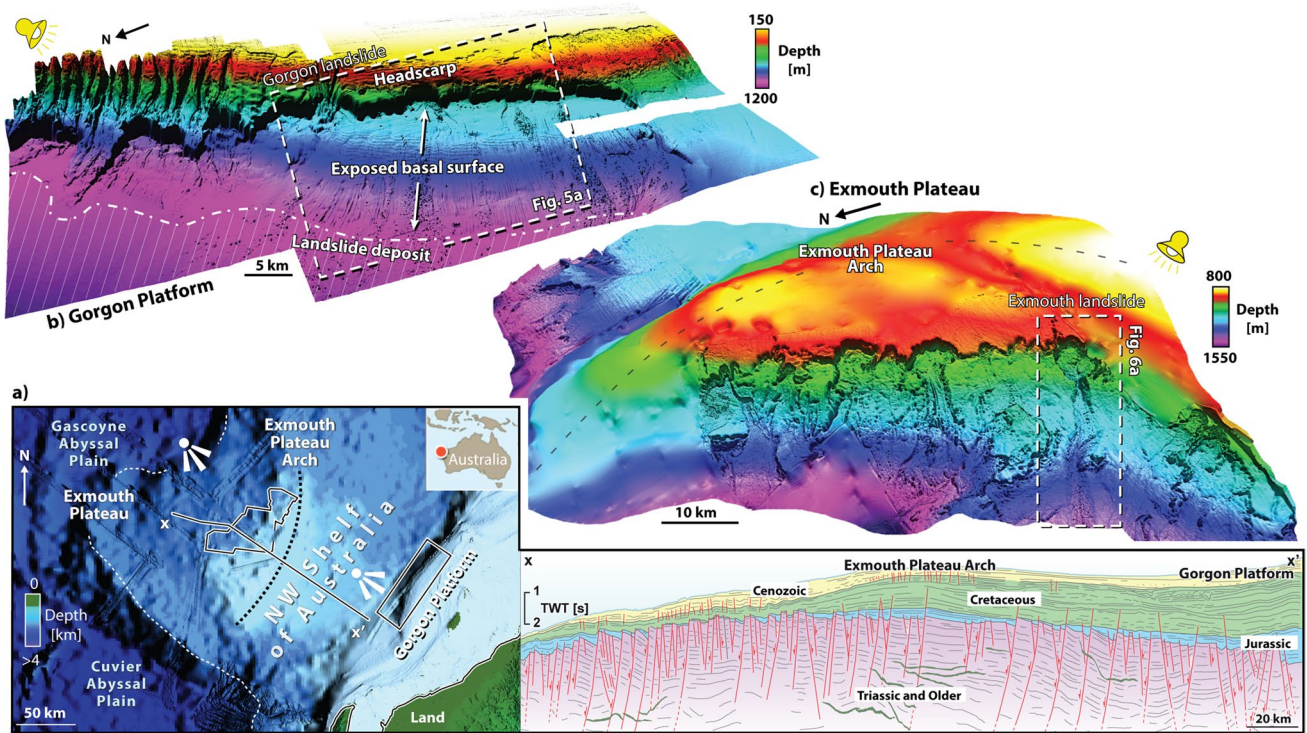 N
Gorgon landslide
Headscarp
Exposed basal surface
Fig. 5a
Landslide deposit
5 km
b) Gorgon Platform
150
Depth
[m]
1200
c) Exmouth Plateau
N
Exmouth Plateau
Arch
Exmouth landslide
Fig. 6a
800
Depth
[m]
1550
10 km
a)
Gascoyne
Abyssal
Plain
N
Exmouth
Plateau
Exmouth
Plateau
Arch
Australia
x
NW Shelf
of Australia
x'
Gorgon Platform
0
Depth
[km]
>4
Cuvier
Abyssal
Plain
50 km
Land
x
x'
Exmouth Plateau Arch
Gorgon Platform
Cenozoic
Cretaceous
1
TWT [s]
2
Jurassic
Triassic and Older
20 km